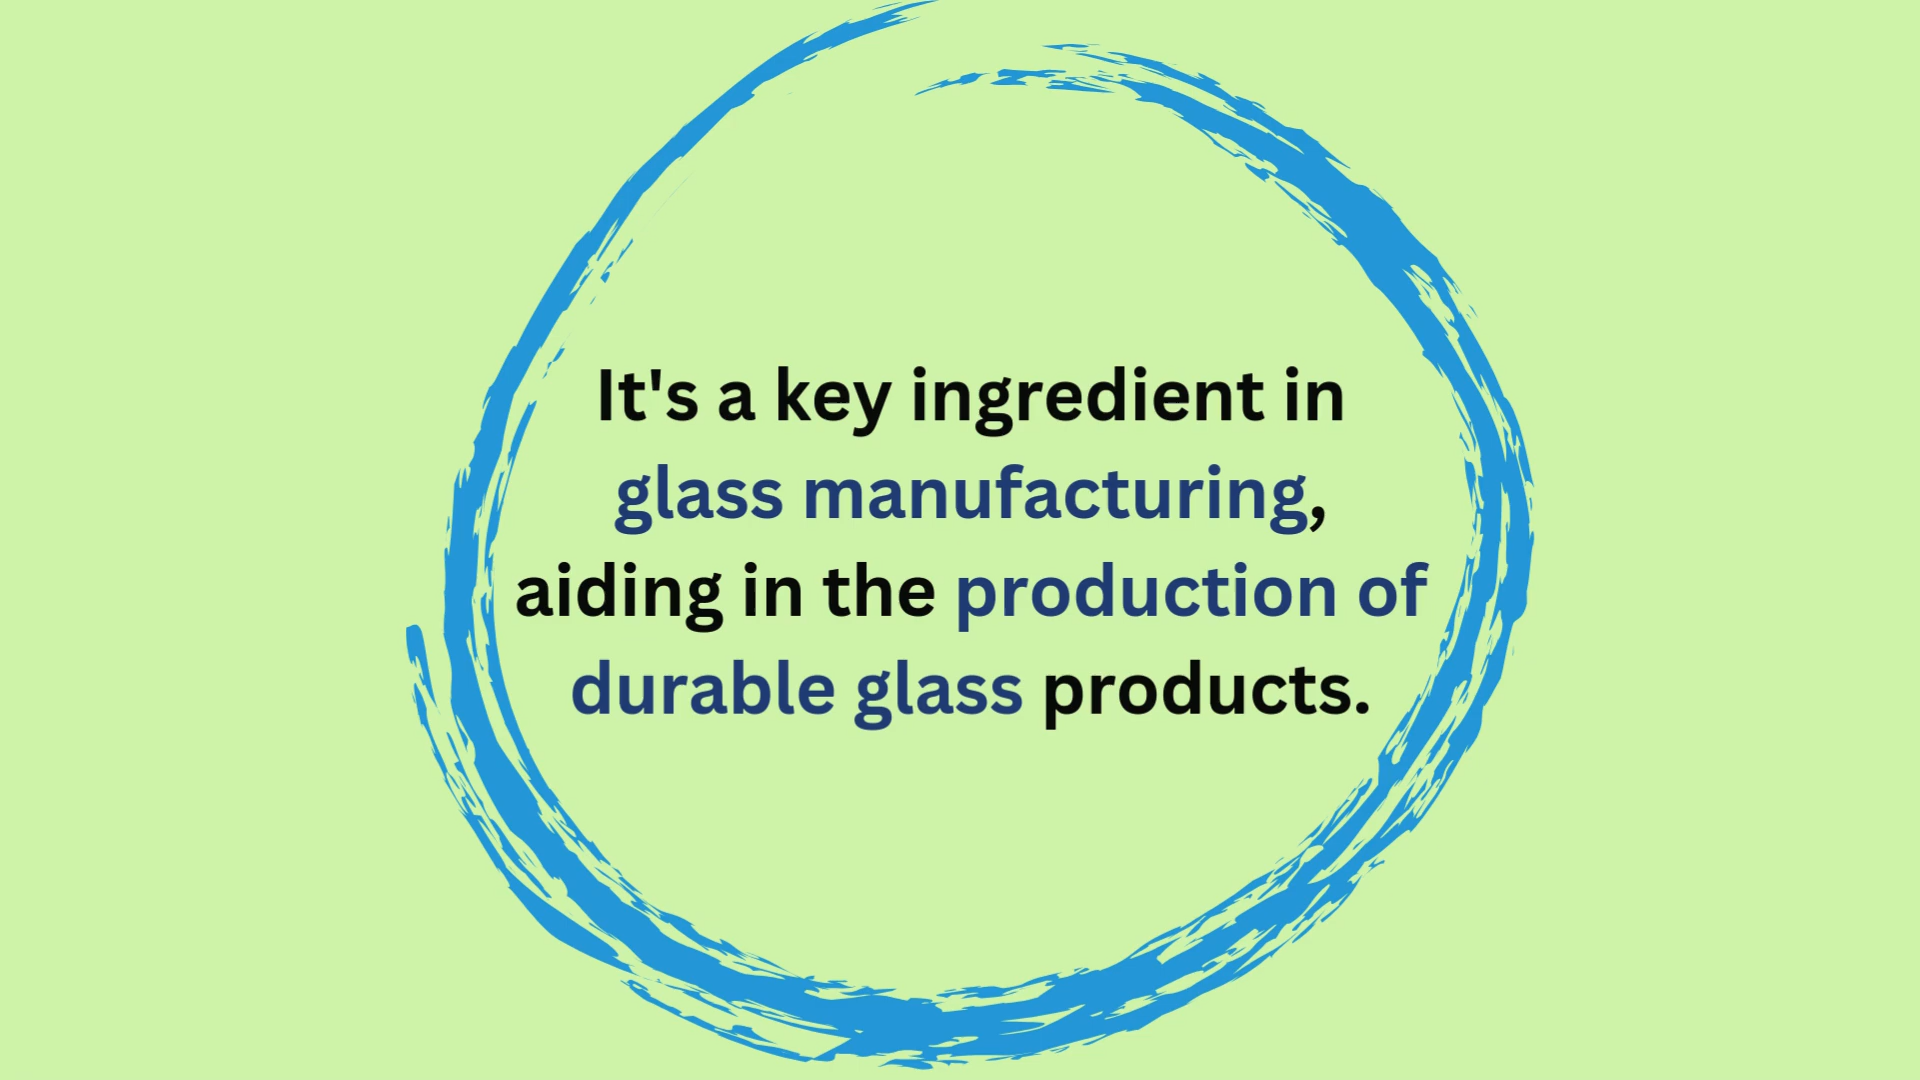 It's a key ingredient in
glass manufacturing,
aiding in the production of
durable glass products.